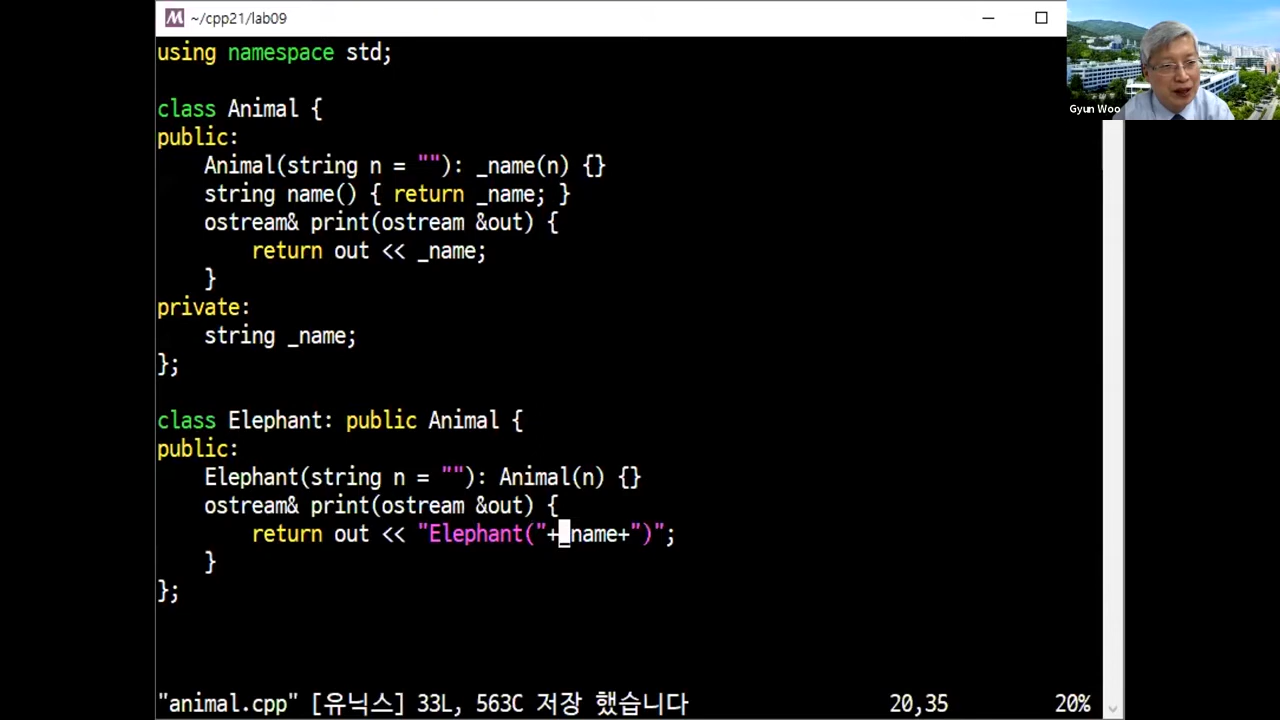 ~/cpp21/lab09
Gyun Woo
using namespace std;
class Animal {
public:
    Animal(string n = ""): _name(n) {}
    string name() { return _name; }
    ostream& print(ostream &out) {
        return out << _name;
    }
private:
    string _name;
};
class Elephant: public Animal {
public:
    Elephant(string n = ""): Animal(n) {}
    ostream& print(ostream &out) {
        return out << "Elephant("+_name+")";
    }
};
"animal.cpp" [유닉스] 33L, 563C 저장 했습니다 20,35 20%